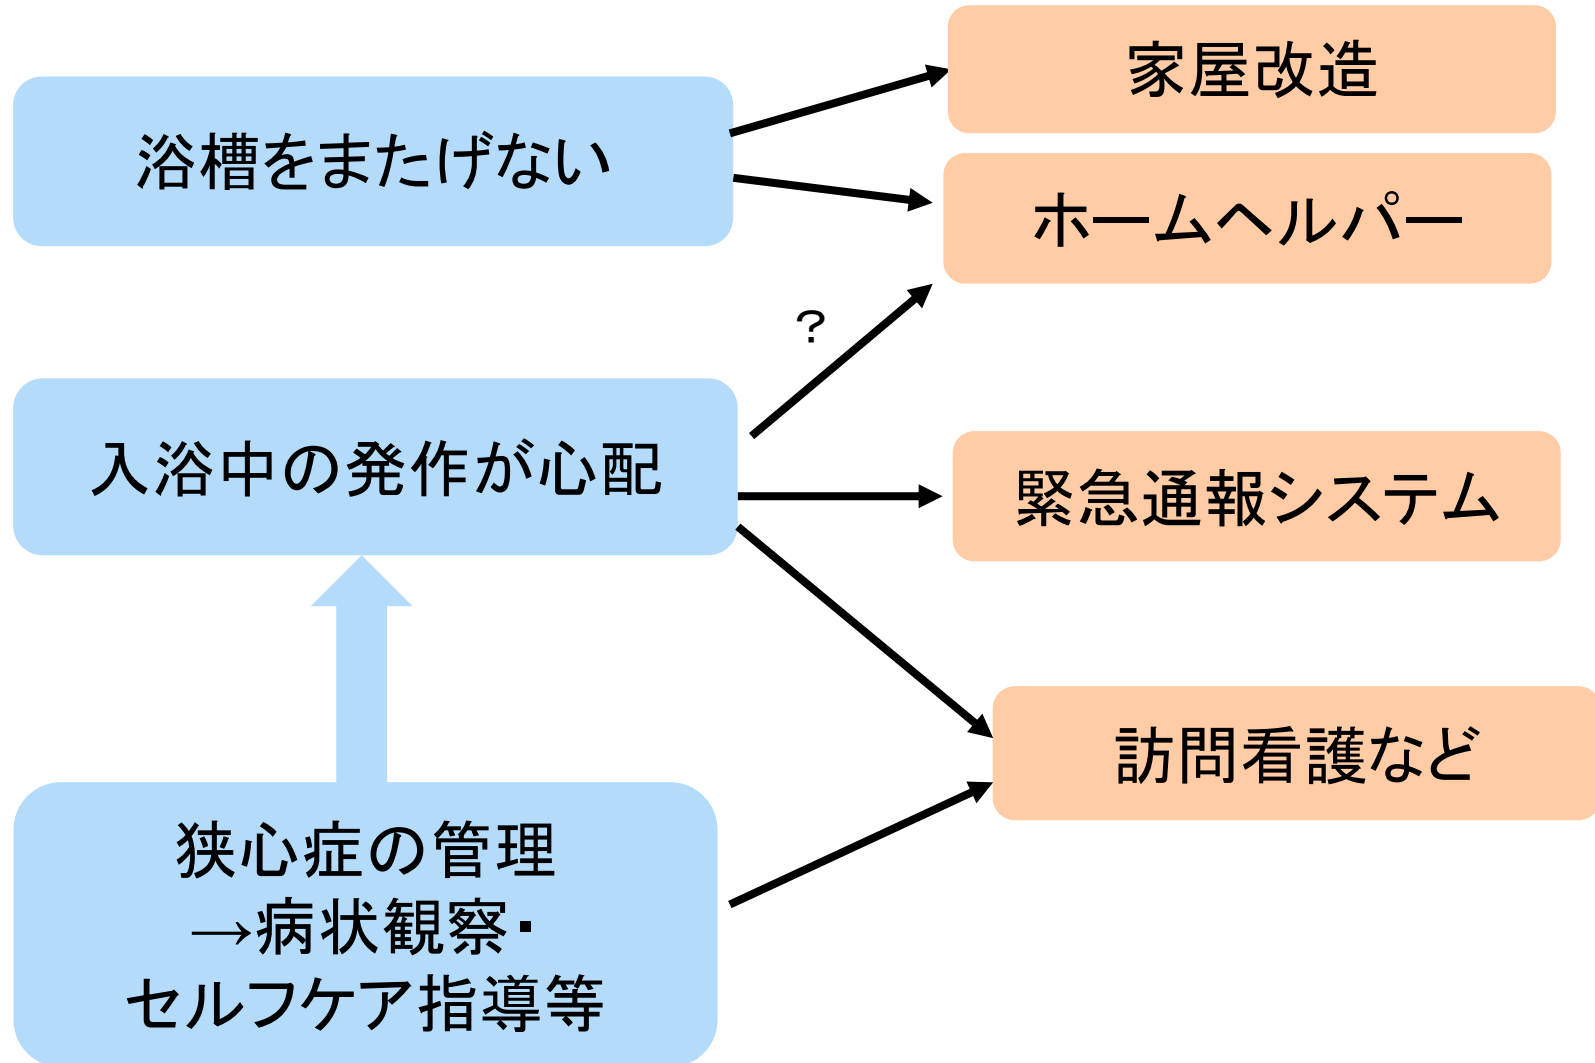 家屋改造
浴槽をまたげない
ホームヘルパー
？
入浴中の発作が心配
緊急通報システム
訪問看護など
狭心症の管理
→病状観察・
セルフケア指導等